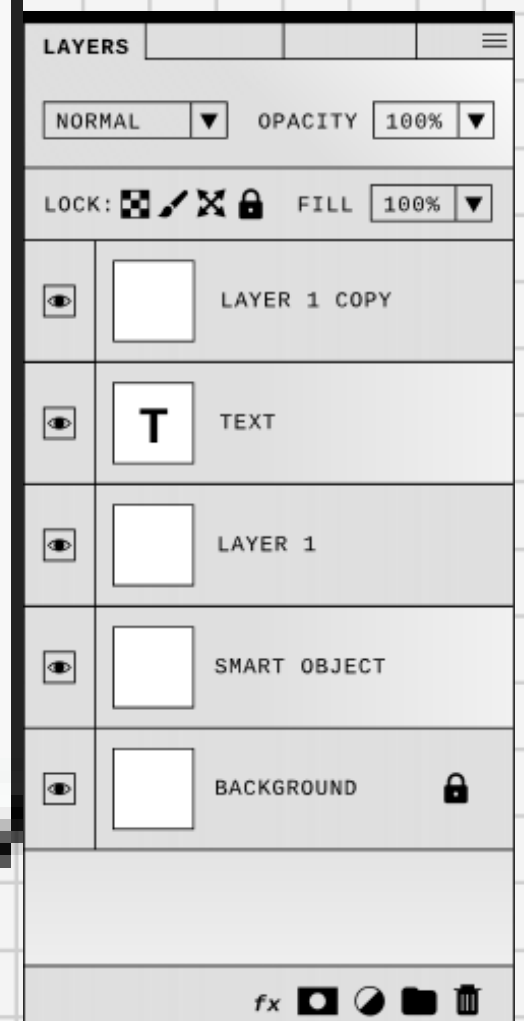 LAYERS
NORMAL OPACITY 100%
LOCK: FILL 100%
LAYER 1 COPY
T TEXT
LAYER 1
SMART OBJECT
BACKGROUND
fx